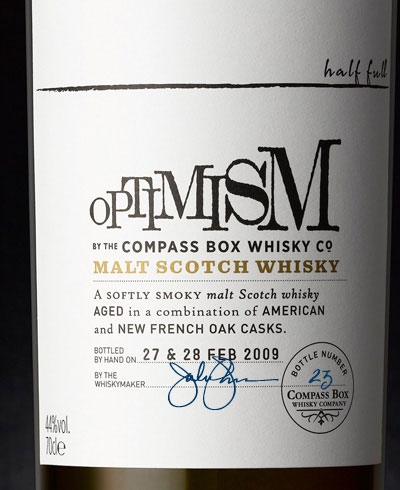 half full
OPTIMISM
BY THE COMPASS BOX WHISKY CO
MALT SCOTCH WHISKY
A SOFTLY SMOKY malt Scotch whisky
AGED in a combination of AMERICAN
and NEW FRENCH OAK CASKS.
BOTTLED
BY HAND ON... 27 & 28 FEB 2009
BY THE
WHISKYMAKER
BOTTLE NUMBER
25
COMPASS BOX
WHISKY COMPANY
44%vol.
70cle